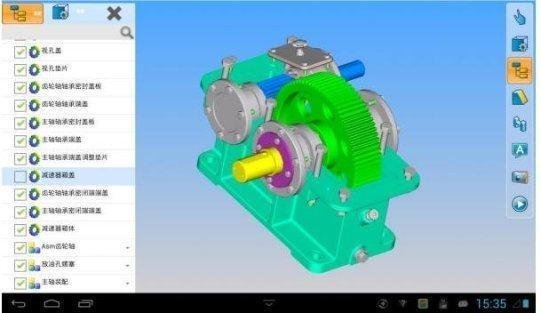 视孔盖
视孔垫片
齿轮轴轴承密封盖板
齿轮轴轴承端盖
主轴轴承密封盖板
主轴轴承端盖
主轴轴承端盖调整垫片
减速器箱盖
齿轮轴轴承密闭端端盖
主轴轴承密闭端端盖
减速器箱体
Asm齿轮轴
放油孔螺塞
主轴装配
A
15:35